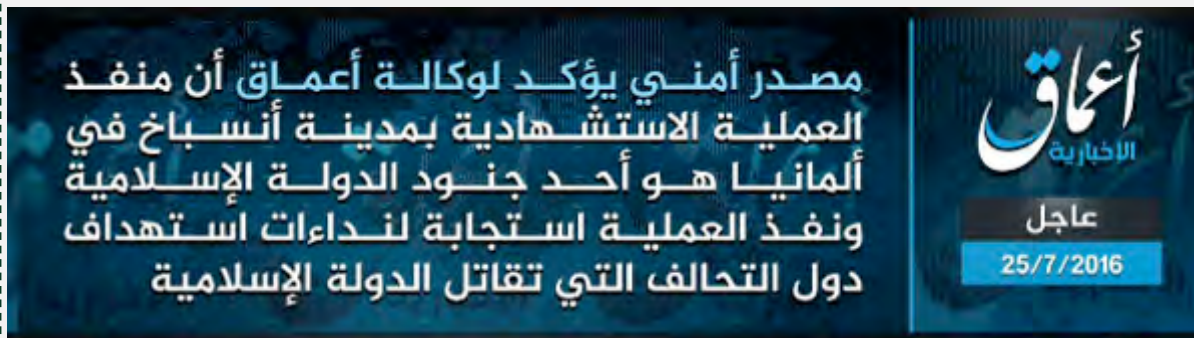 مصدر أمني يؤكد لوكالة أعماق أن منفذ
العملية الاستشهادية بمدينة أنسباخ في
ألمانيا هو أحد جنود الدولة الإسلامية
ونفذ العملية استجابة لنداءات استهداف
دول التحالف التي تقاتل الدولة الإسلامية
أعماق
الإخبارية
عاجل
25/7/2016